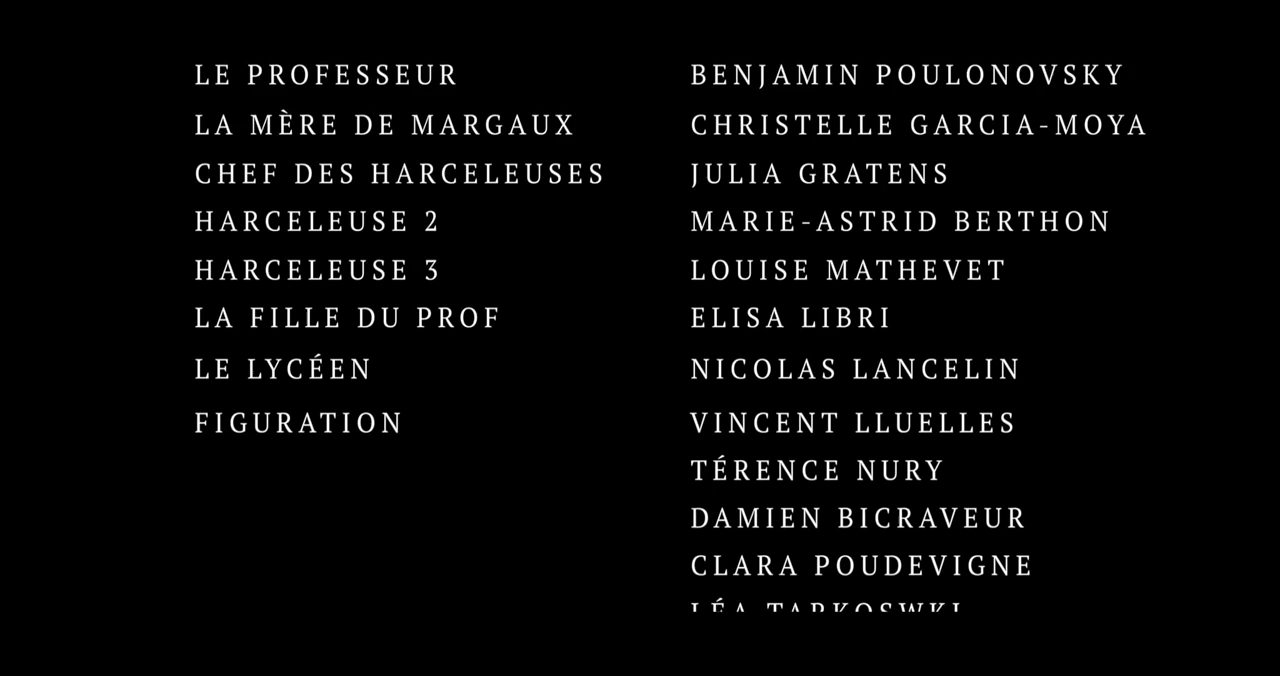 LE PROFESSEUR BENJAMIN POULONOVSKY
LA MÈRE DE MARGAUX CHRISTELLE GARCIA-MOYA
CHEF DES HARCELEUSES JULIA GRATENS
HARCELEUSE 2 MARIE-ASTRID BERTHON
HARCELEUSE 3 LOUISE MATHEVET
LA FILLE DU PROF ELISA LIBRI
LE LYCÉEN NICOLAS LANCELIN
FIGURATION VINCENT LLUELLES
TÉRENCE NURY
DAMIEN BICRAVEUR
CLARA POUDEVIGNE
LÉA